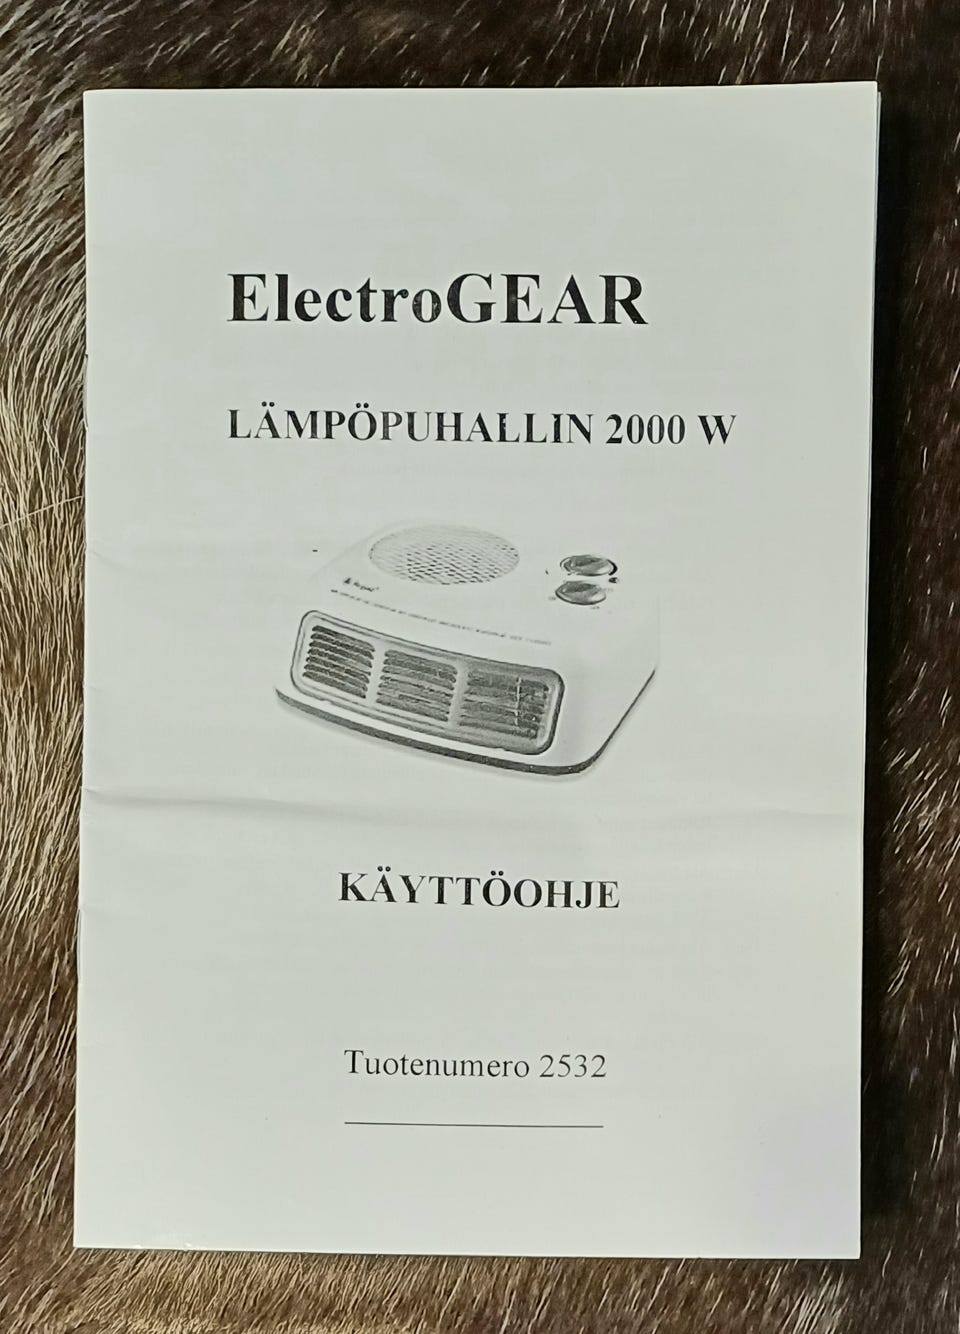 ElectroGEAR
LÄMPÖPUHALLIN 2000 W
KÄYTTÖOHJE
Tuotenumero 2532